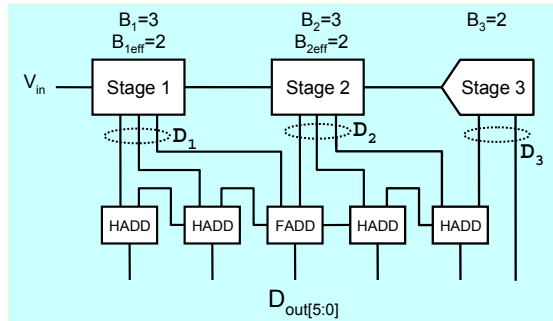 B1=3 B2=3 B3=2
B1eff=2 B2eff=2
Vin Stage 1 Stage 2 Stage 3
D1 D2 D3
HADD HADD FADD HADD HADD
Dout[5:0]